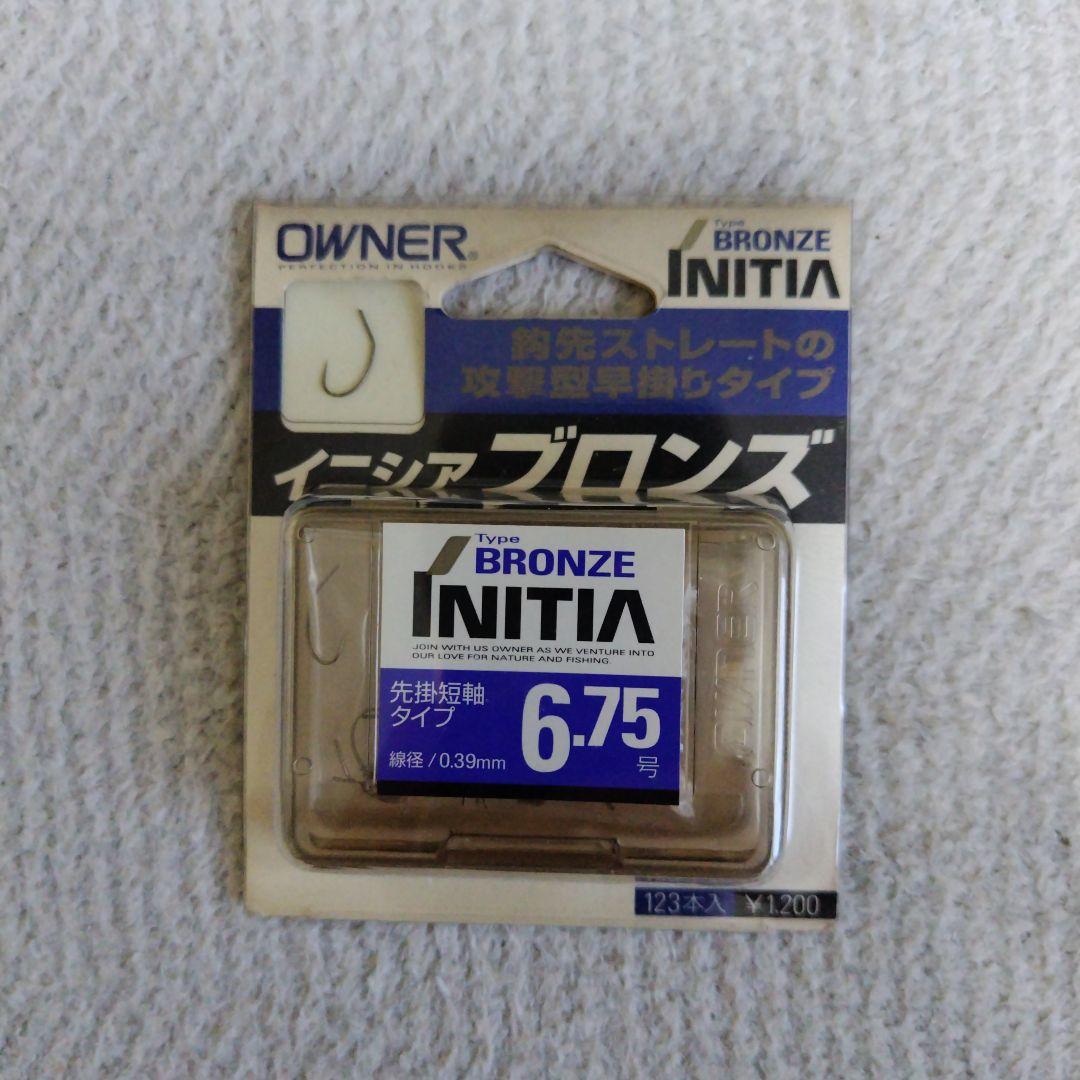 OWNER®
PERFECTION IN HOOKS
Type
BRONZE
INITIA
鈎先ストレートの
攻撃型早掛りタイプ
イニシアブロンズ
Type
BRONZE
INITIA
JOIN WITH US OWNER AS WE VENTURE INTO
OUR LOVE FOR NATURE AND FISHING.
先掛短軸
タイプ
線径/0.39mm
6.75
号
OWNER
123本入 ¥1,200